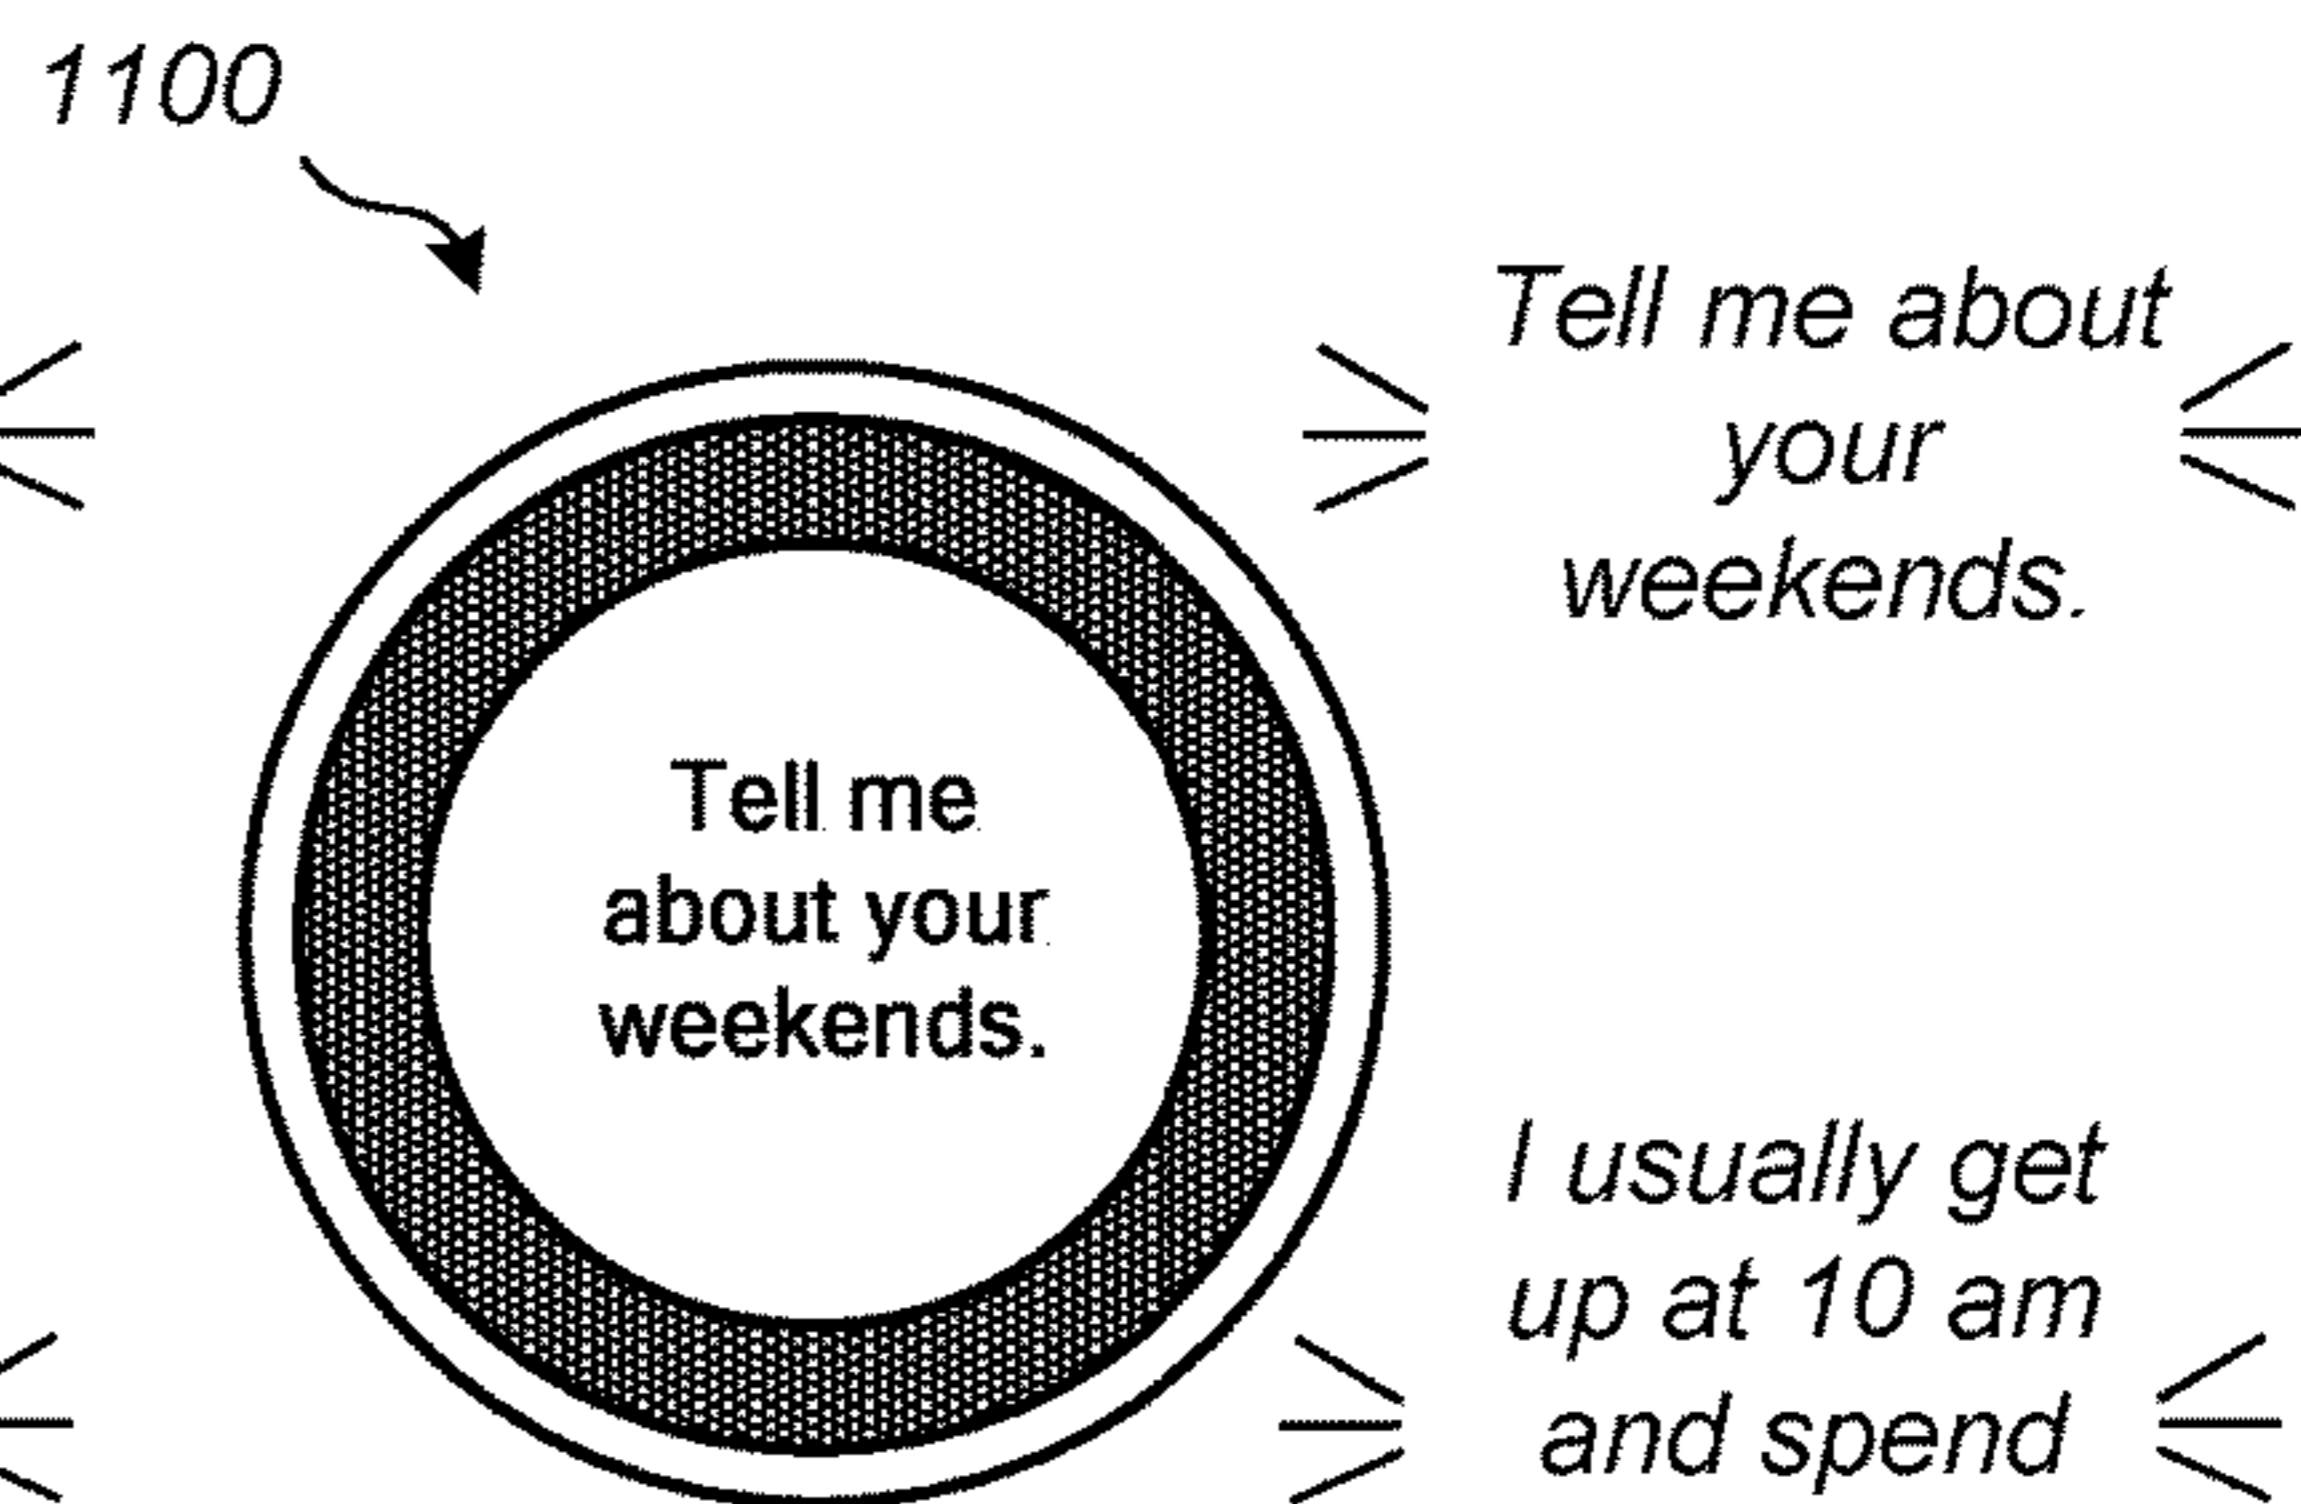 1100
Tell me about
your
weekends.
Tell me
about your
weekends.
I usually get
up at 10 am
and spend